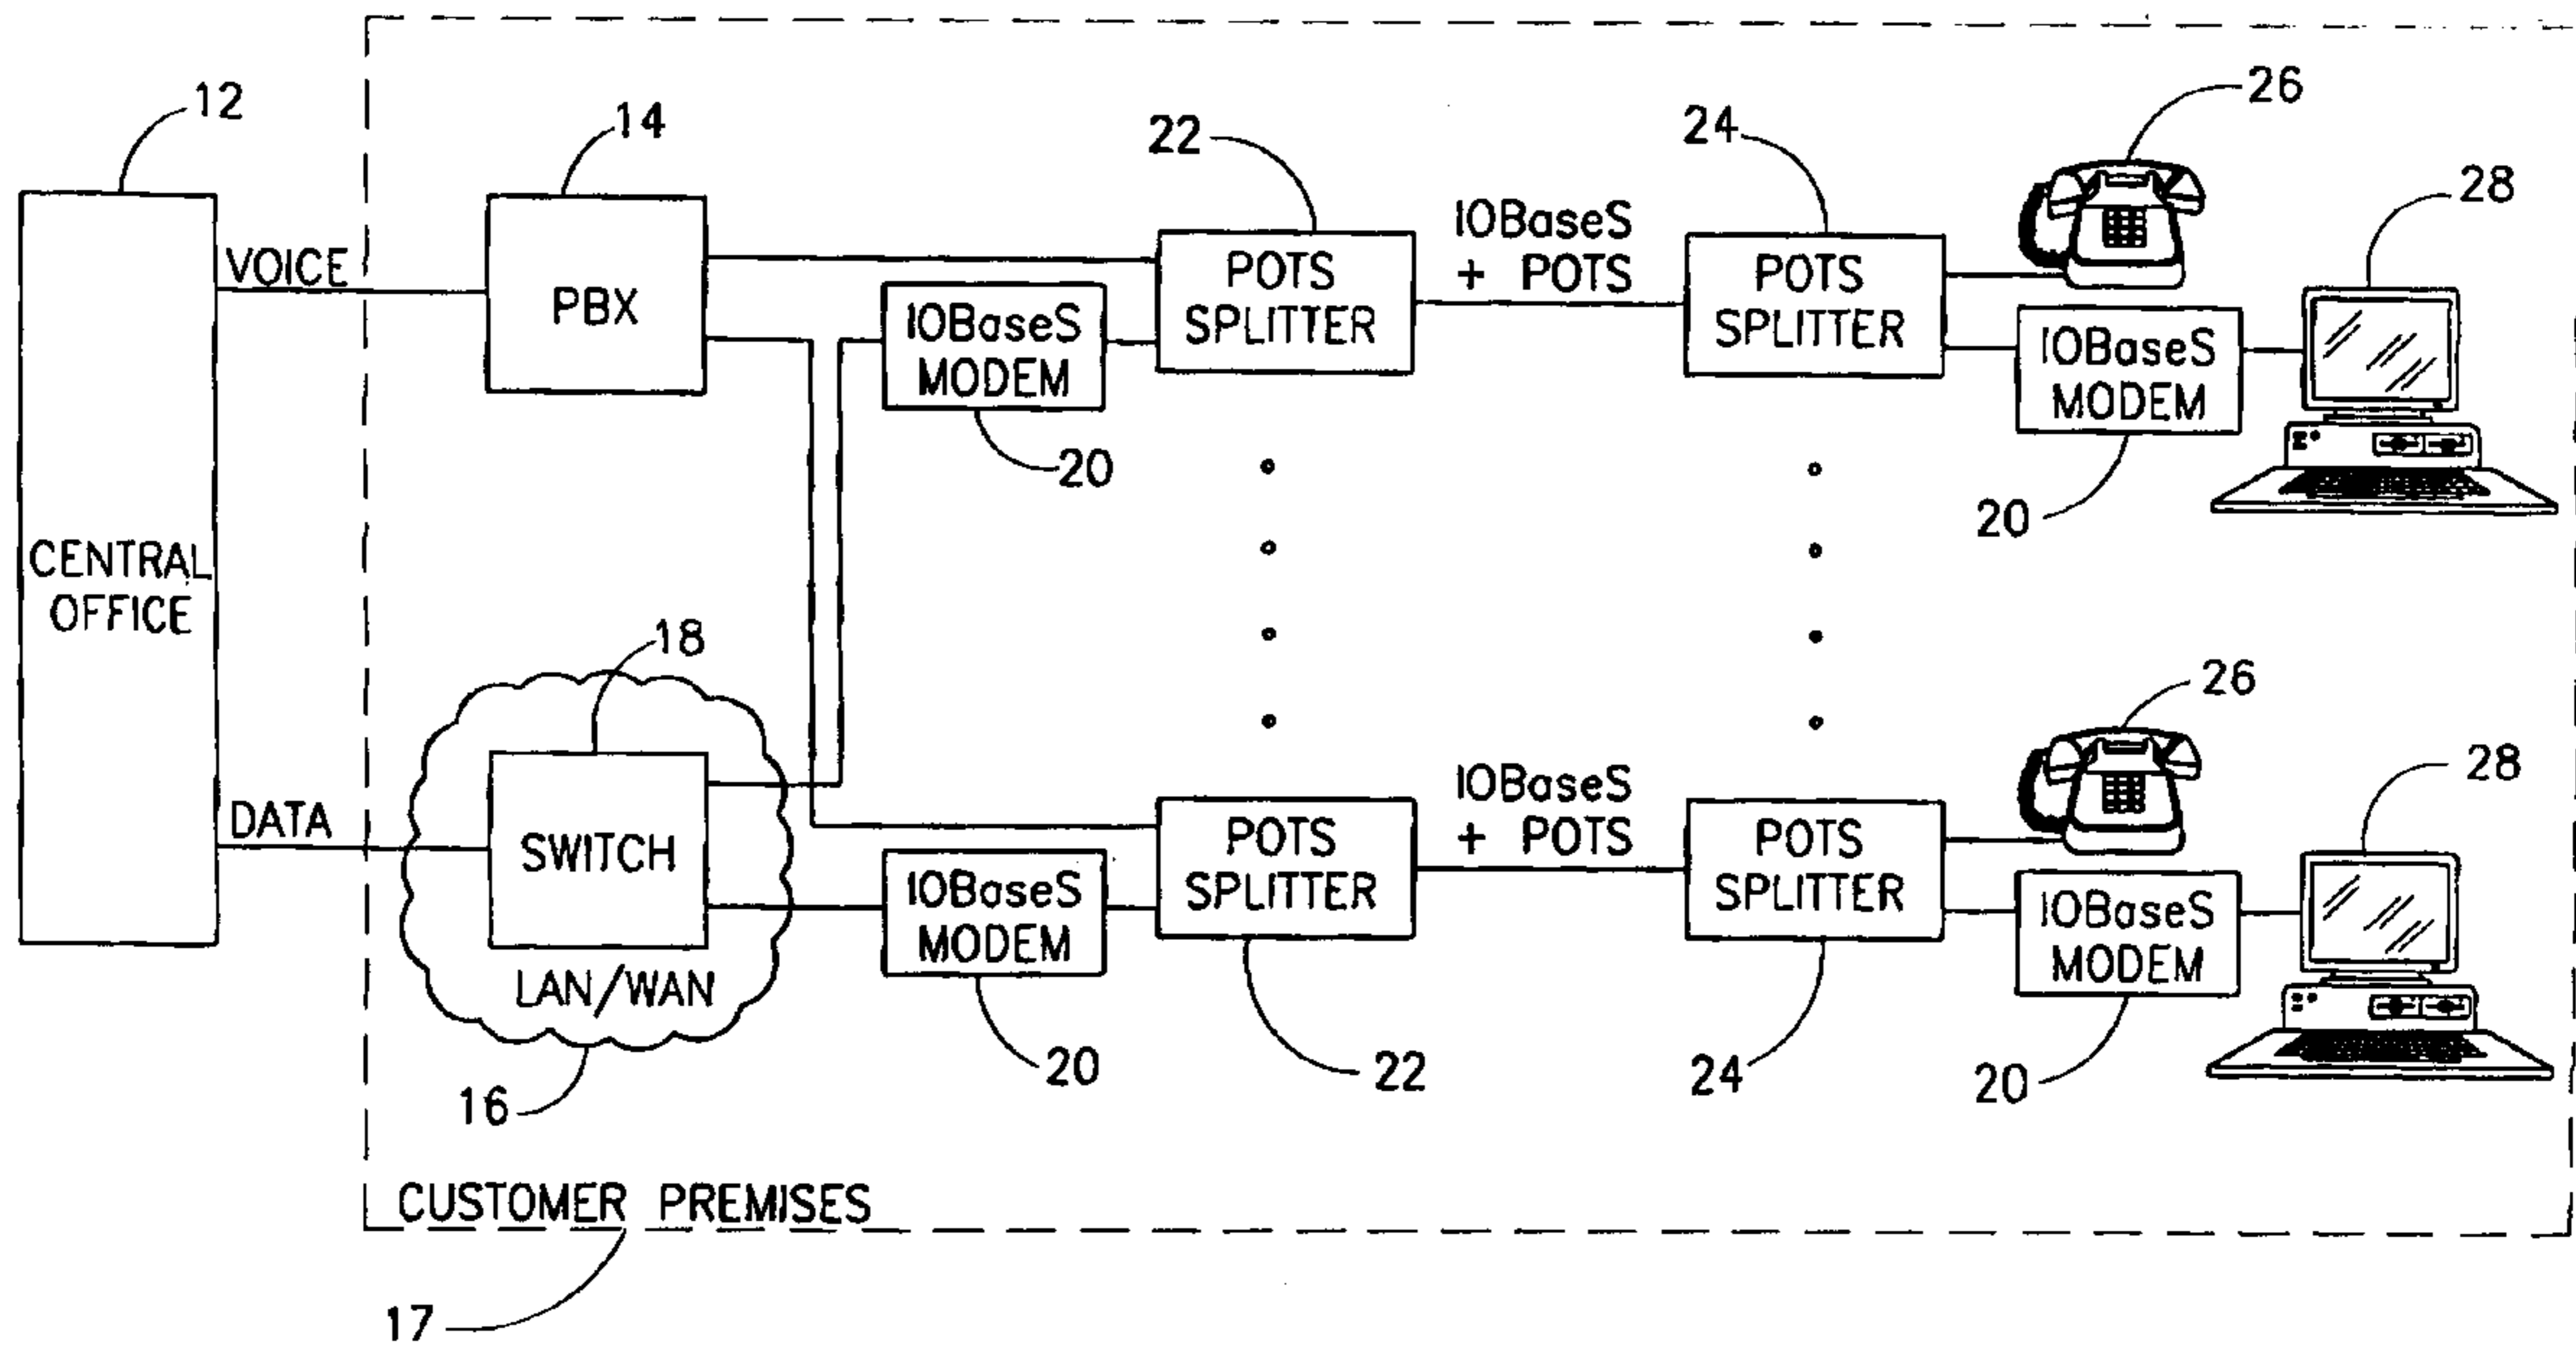 12
14
22
24
26
28
VOICE
PBX
10BaseS
MODEM
20
POTS
SPLITTER
10BaseS
+ POTS
POTS
SPLITTER
10BaseS
MODEM
20
CENTRAL
OFFICE
18
26
28
DATA
SWITCH
LAN/WAN
16
10BaseS
MODEM
20
POTS
SPLITTER
22
10BaseS
+ POTS
POTS
SPLITTER
24
10BaseS
MODEM
20
CUSTOMER PREMISES
17